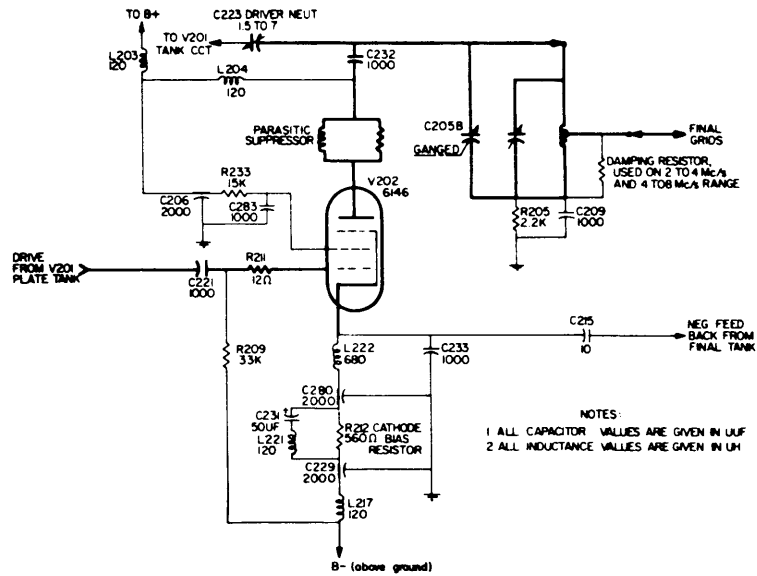 TO B+
C223 DRIVER NEUT
1.5 TO 7
TO V201
TANK CCT
L203
120
L204
120
C232
1000
PARASITIC
SUPPRESSOR
C205B
GANGED
FINAL
GRIDS
DAMPING RESISTOR,
USED ON 2 TO 4 Mc/s
AND 4 TO8 Mc/s RANGE
V202
6146
R233
15K
C206
2000
C283
1000
R205
2.2K
C209
1000
DRIVE
FROM V201
PLATE TANK
C221
1000
R211
12Ω
R209
33K
L222
680
C233
1000
C215
10
NEG FEED
BACK FROM
FINAL TANK
C280
2000
C231
50UF
L221
120
R212 CATHODE
560Ω BIAS
RESISTOR
C229
2000
L217
120
NOTES:
1 ALL CAPACITOR VALUES ARE GIVEN IN UUF
2 ALL INDUCTANCE VALUES ARE GIVEN IN UH
B- (above ground)